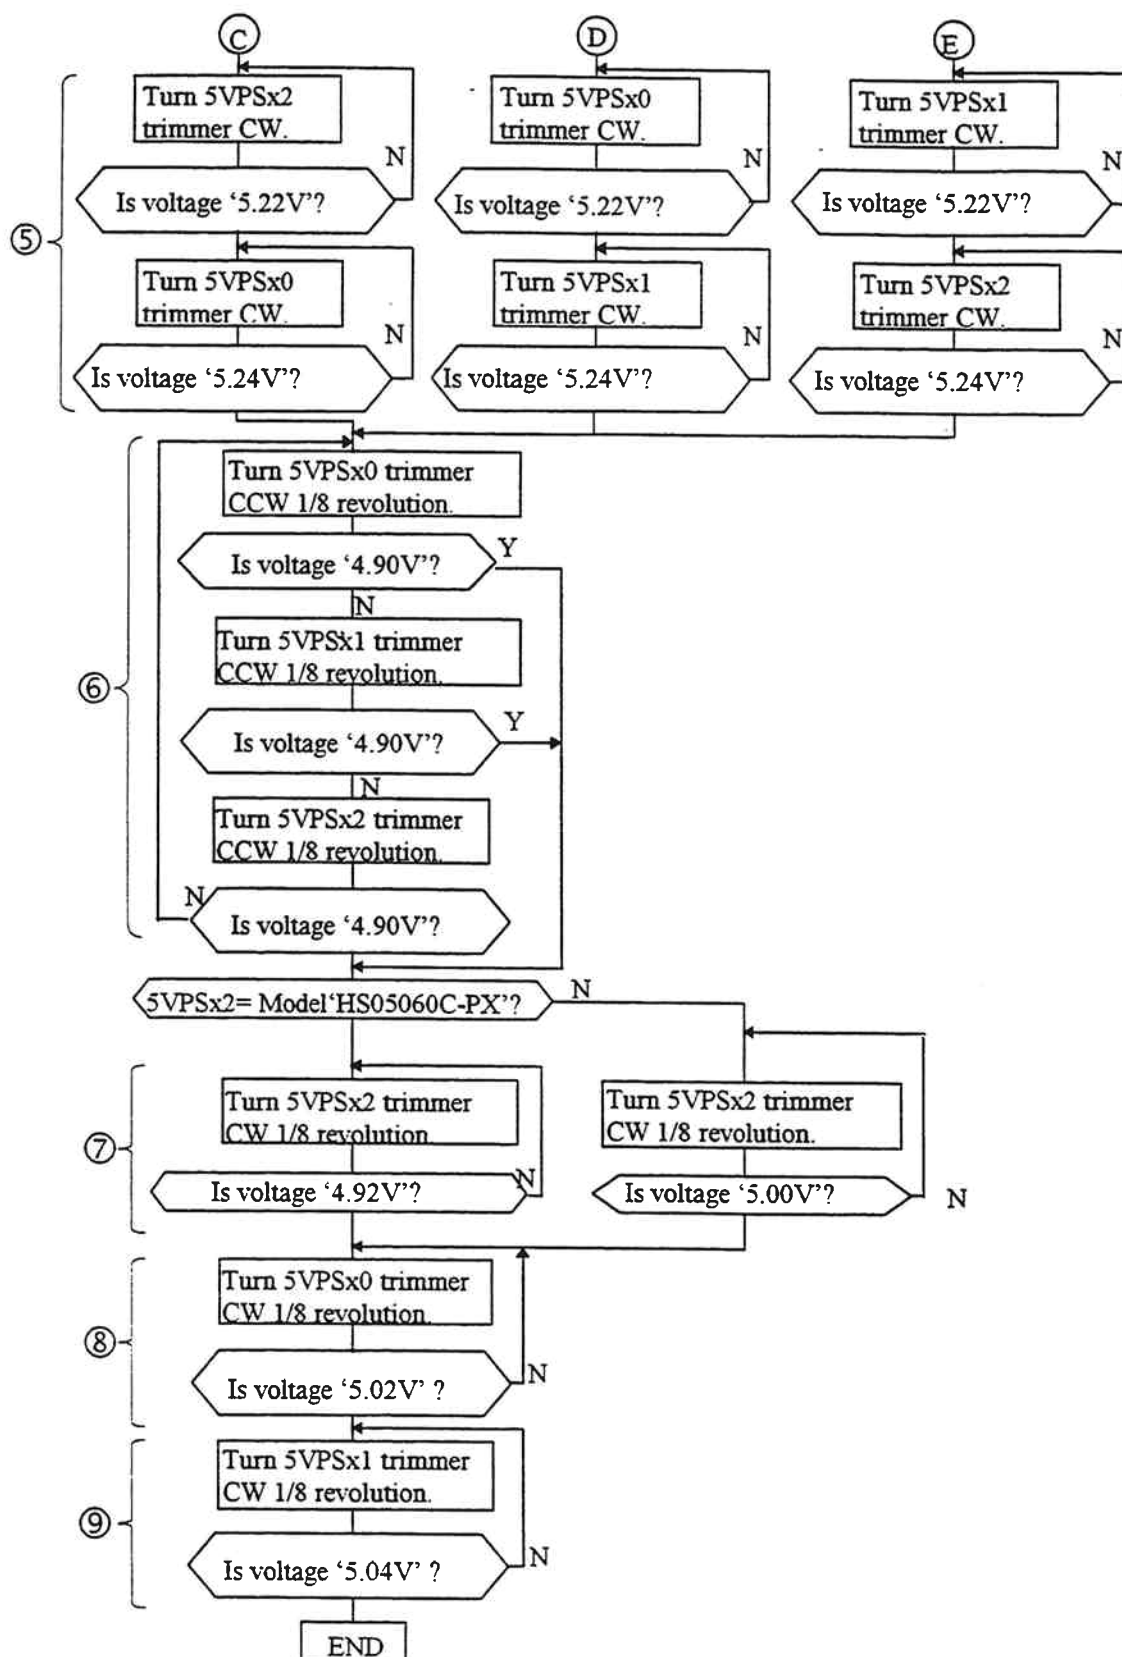 C
D
E
Turn 5VPSx2
trimmer CW.
N
Is voltage ‘5.22V’?
Turn 5VPSx0
trimmer CW.
N
Is voltage ‘5.22V’?
Turn 5VPSx1
trimmer CW.
N
Is voltage ‘5.22V’?
⑤
Turn 5VPSx0
trimmer CW.
N
Is voltage ‘5.24V’?
Turn 5VPSx1
trimmer CW.
N
Is voltage ‘5.24V’?
Turn 5VPSx2
trimmer CW.
N
Is voltage ‘5.24V’?
Turn 5VPSx0 trimmer
CCW 1/8 revolution.
Is voltage ‘4.90V’?
Y
N
Turn 5VPSx1 trimmer
CCW 1/8 revolution.
⑥
Is voltage ‘4.90V’?
Y
N
Turn 5VPSx2 trimmer
CCW 1/8 revolution.
N
Is voltage ‘4.90V’?
5VPSx2= Model‘HS05060C-PX’?
N
Turn 5VPSx2 trimmer
CW 1/8 revolution
⑦
Is voltage ‘4.92V’?
N
Turn 5VPSx2 trimmer
CW 1/8 revolution.
Is voltage ‘5.00V’?
N
Turn 5VPSx0 trimmer
CW 1/8 revolution.
⑧
Is voltage ‘5.02V’ ?
N
Turn 5VPSx1 trimmer
CW 1/8 revolution.
⑨
Is voltage ‘5.04V’ ?
N
END